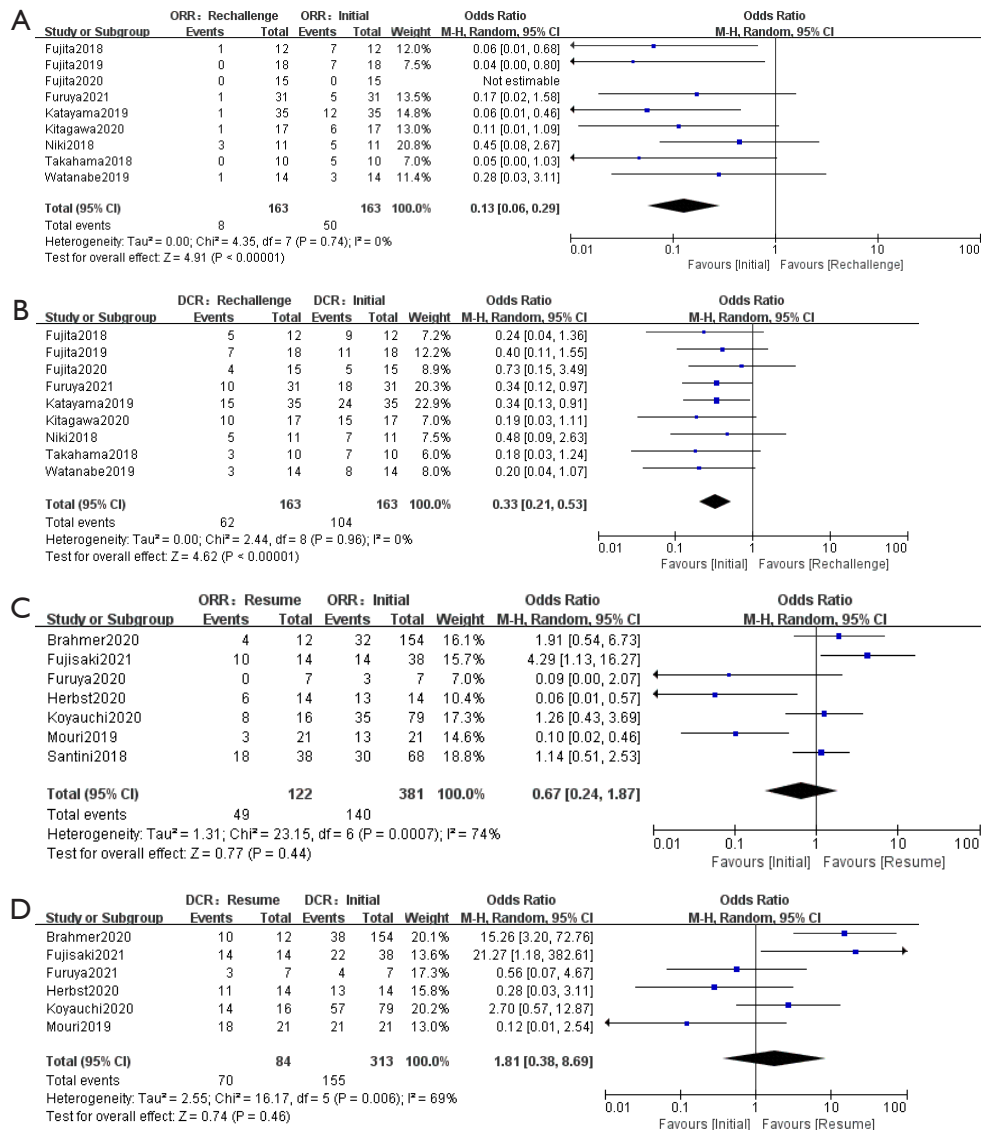 A
ORR: Rechallenge ORR: Initial Odds Ratio Odds Ratio
Study or Subgroup Events Total Events Total Weight M-H, Random, 95% CI M-H, Random, 95% CI
Fujita2018 1 12 7 12 12.0% 0.06 [0.01, 0.68]
Fujita2019 0 18 7 18 7.5% 0.04 [0.00, 0.80]
Fujita2020 0 15 0 15 Not estimable
Furuya2021 1 31 5 31 13.5% 0.17 [0.02, 1.58]
Katayama2019 1 35 12 35 14.8% 0.06 [0.01, 0.46]
Kitagawa2020 1 17 6 17 13.0% 0.11 [0.01, 1.09]
Niki2018 3 11 5 11 20.8% 0.45 [0.08, 2.67]
Takahama2018 0 10 5 10 7.0% 0.05 [0.00, 1.03]
Watanabe2019 1 14 3 14 11.4% 0.28 [0.03, 3.11]
Total (95% CI) 163 163 100.0% 0.13 [0.06, 0.29]
Total events 8 50
Heterogeneity: Tau² = 0.00; Chi² = 4.35, df = 7 (P = 0.74); I² = 0%
Test for overall effect: Z = 4.91 (P < 0.00001)
0.01 0.1 1 10 100
Favours [Initial] Favours [Rechallenge]
B
DCR: Rechallenge DCR: Initial Odds Ratio Odds Ratio
Study or Subgroup Events Total Events Total Weight M-H, Random, 95% CI M-H, Random, 95% CI
Fujita2018 5 12 9 12 7.2% 0.24 [0.04, 1.36]
Fujita2019 7 18 11 18 12.2% 0.40 [0.11, 1.55]
Fujita2020 4 15 5 15 8.9% 0.73 [0.15, 3.49]
Furuya2021 10 31 18 31 20.3% 0.34 [0.12, 0.97]
Katayama2019 15 35 24 35 22.9% 0.34 [0.13, 0.91]
Kitagawa2020 10 17 15 17 7.0% 0.19 [0.03, 1.11]
Niki2018 5 11 7 11 7.5% 0.48 [0.09, 2.63]
Takahama2018 3 10 7 10 6.0% 0.18 [0.03, 1.24]
Watanabe2019 3 14 8 14 8.0% 0.20 [0.04, 1.07]
Total (95% CI) 163 163 100.0% 0.33 [0.21, 0.53]
Total events 62 104
Heterogeneity: Tau² = 0.00; Chi² = 2.44, df = 8 (P = 0.96); I² = 0%
Test for overall effect: Z = 4.62 (P < 0.00001)
0.01 0.1 1 10 100
Favours [Initial] Favours [Rechallenge]
C
ORR: Resume ORR: Initial Odds Ratio Odds Ratio
Study or Subgroup Events Total Events Total Weight M-H, Random, 95% CI M-H, Random, 95% CI
Brahmer2020 4 12 32 154 16.1% 1.91 [0.54, 6.73]
Fujisaki2021 10 14 14 38 15.7% 4.29 [1.13, 16.27]
Furuya2020 0 7 3 7 7.0% 0.09 [0.00, 2.07]
Herbst2020 6 14 13 14 10.4% 0.06 [0.01, 0.57]
Koyauchi2020 8 16 35 79 17.3% 1.26 [0.43, 3.69]
Mouri2019 3 21 13 21 14.6% 0.10 [0.02, 0.46]
Santini2018 18 38 30 68 18.8% 1.14 [0.51, 2.53]
Total (95% CI) 122 381 100.0% 0.67 [0.24, 1.87]
Total events 49 140
Heterogeneity: Tau² = 1.31; Chi² = 23.15, df = 6 (P = 0.0007); I² = 74%
Test for overall effect: Z = 0.77 (P = 0.44)
0.01 0.1 1 10 100
Favours [Initial] Favours [Resume]
D
DCR: Resume DCR: Initial Odds Ratio Odds Ratio
Study or Subgroup Events Total Events Total Weight M-H, Random, 95% CI M-H, Random, 95% CI
Brahmer2020 10 12 38 154 20.1% 15.26 [3.20, 72.76]
Fujisaki2021 14 14 22 38 13.6% 21.27 [1.18, 382.61]
Furuya2021 3 7 4 7 17.3% 0.56 [0.07, 4.67]
Herbst2020 11 14 13 14 15.8% 0.28 [0.03, 3.11]
Koyauchi2020 14 16 57 79 20.2% 2.70 [0.57, 12.87]
Mouri2019 18 21 21 21 13.0% 0.12 [0.01, 2.54]
Total (95% CI) 84 313 100.0% 1.81 [0.38, 8.69]
Total events 70 155
Heterogeneity: Tau² = 2.55; Chi² = 16.17, df = 5 (P = 0.006); I² = 69%
Test for overall effect: Z = 0.74 (P = 0.46)
0.01 0.1 1 10 100
Favours [Initial] Favours [Resume]